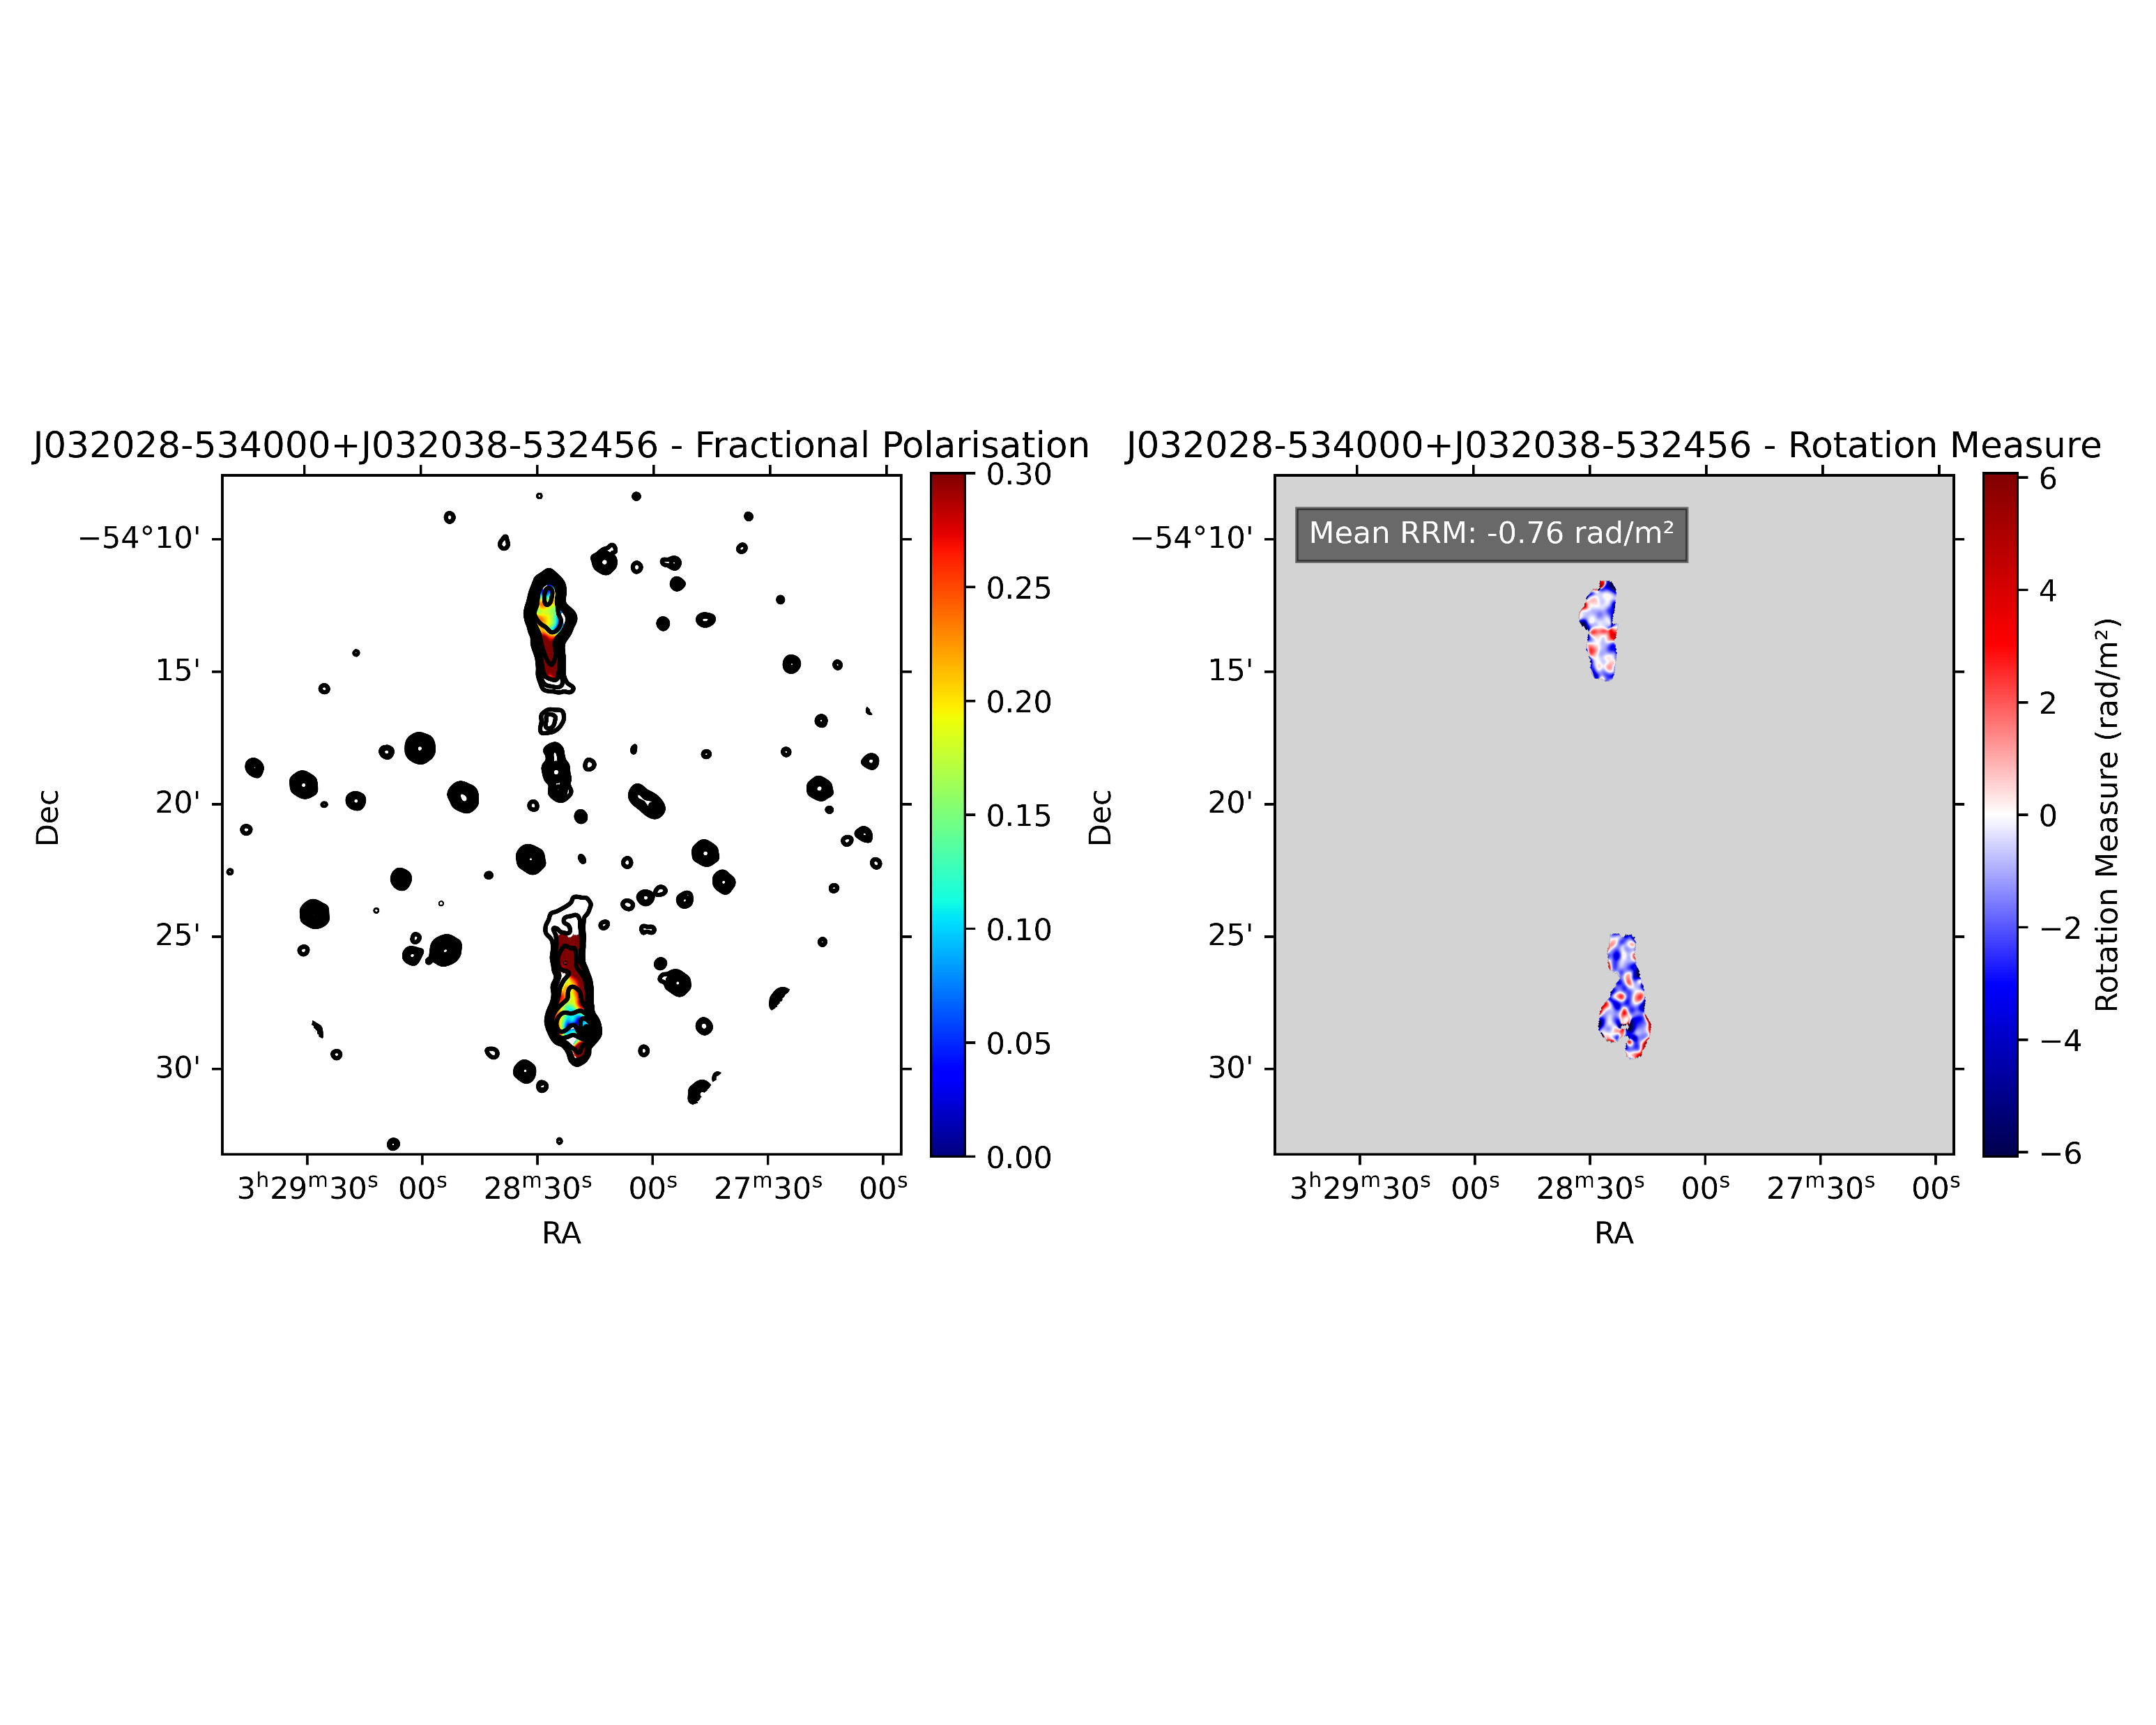 J032028-534000+J032038-532456 - Fractional Polarisation
0.30
0.25
0.20
0.15
0.10
0.05
0.00
−54°10'
15'
20'
25'
30'
Dec
3ʰ29ᵐ30ˢ 00ˢ 28ᵐ30ˢ 00ˢ 27ᵐ30ˢ 00ˢ
RA
J032028-534000+J032038-532456 - Rotation Measure
Mean RRM: -0.76 rad/m²
6
4
2
0
−2
−4
−6
Rotation Measure (rad/m²)
−54°10'
15'
20'
25'
30'
Dec
3ʰ29ᵐ30ˢ 00ˢ 28ᵐ30ˢ 00ˢ 27ᵐ30ˢ 00ˢ
RA